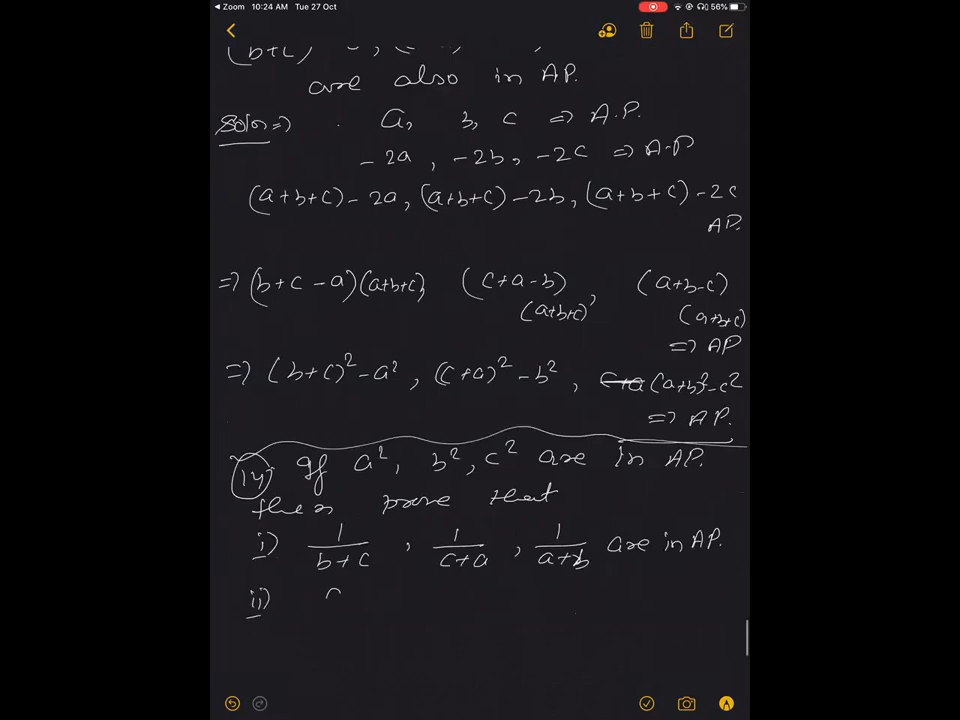 Zoom 10:24 AM Tue 27 Oct 56%
(b+c)
are also in AP.
Soln => a, b, c => A.P.
-2a, -2b, -2c => A.P
(a+b+c)-2a, (a+b+c)-2b, (a+b+c)-2c
AP.
=> (b+c-a)(a+b+c), (c+a-b)(a+b+c), (a+b-c)(a+b+c)
=> AP
=> (b+c)²-a², (c+a)²-b², (a+b)²-c²
=> AP.
14 If a², b², c² are in AP.
then prove that
i) 1/(b+c), 1/(c+a), 1/(a+b) are in AP.
ii)